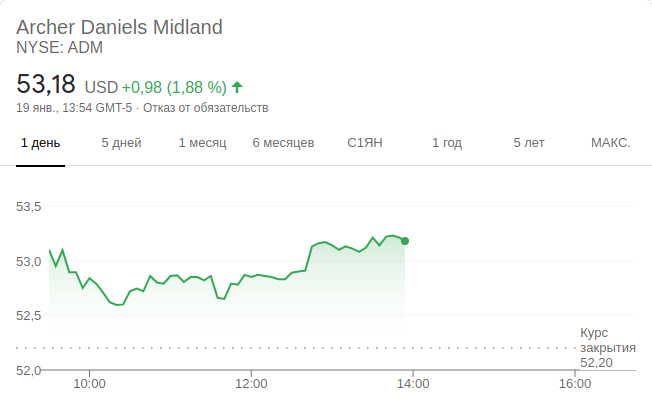 Archer Daniels Midland
NYSE: ADM
53,18 USD +0,98 (1,88 %)
19 янв., 13:54 GMT-5 · Отказ от обязательств
1 день 5 дней 1 месяц 6 месяцев С1ЯН 1 год 5 лет МАКС.
53,5
53,0
52,5
Курс
закрытия
52,20
52,0
10:00 12:00 14:00 16:00